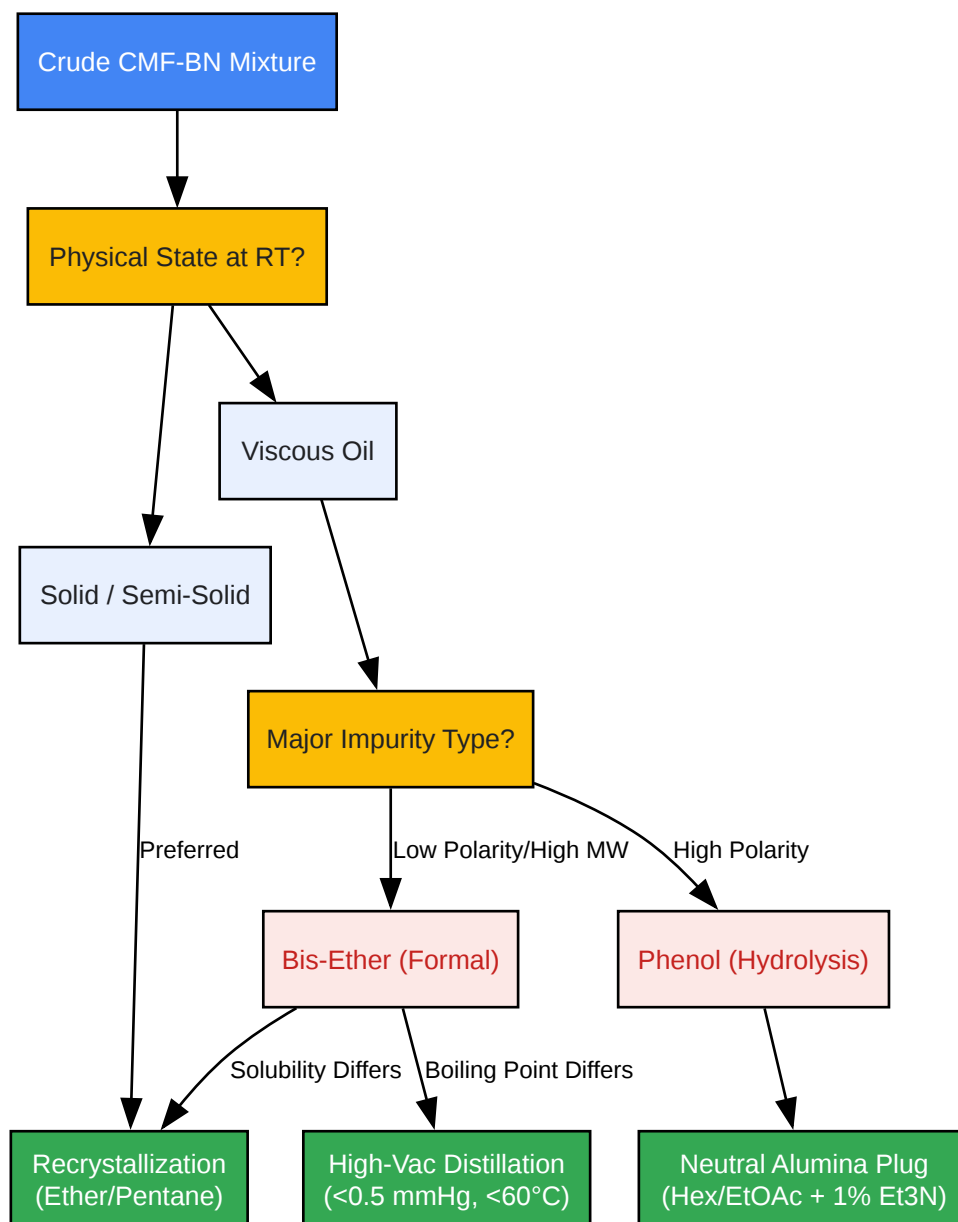 Crude CMF-BN Mixture
Physical State at RT?
Viscous Oil
Solid / Semi-Solid
Major Impurity Type?
Preferred
Low Polarity/High MW
High Polarity
Bis-Ether (Formal)
Phenol (Hydrolysis)
Solubility Differs
Boiling Point Differs
Recrystallization
(Ether/Pentane)
High-Vac Distillation
(<0.5 mmHg, <60°C)
Neutral Alumina Plug
(Hex/EtOAc + 1% Et3N)